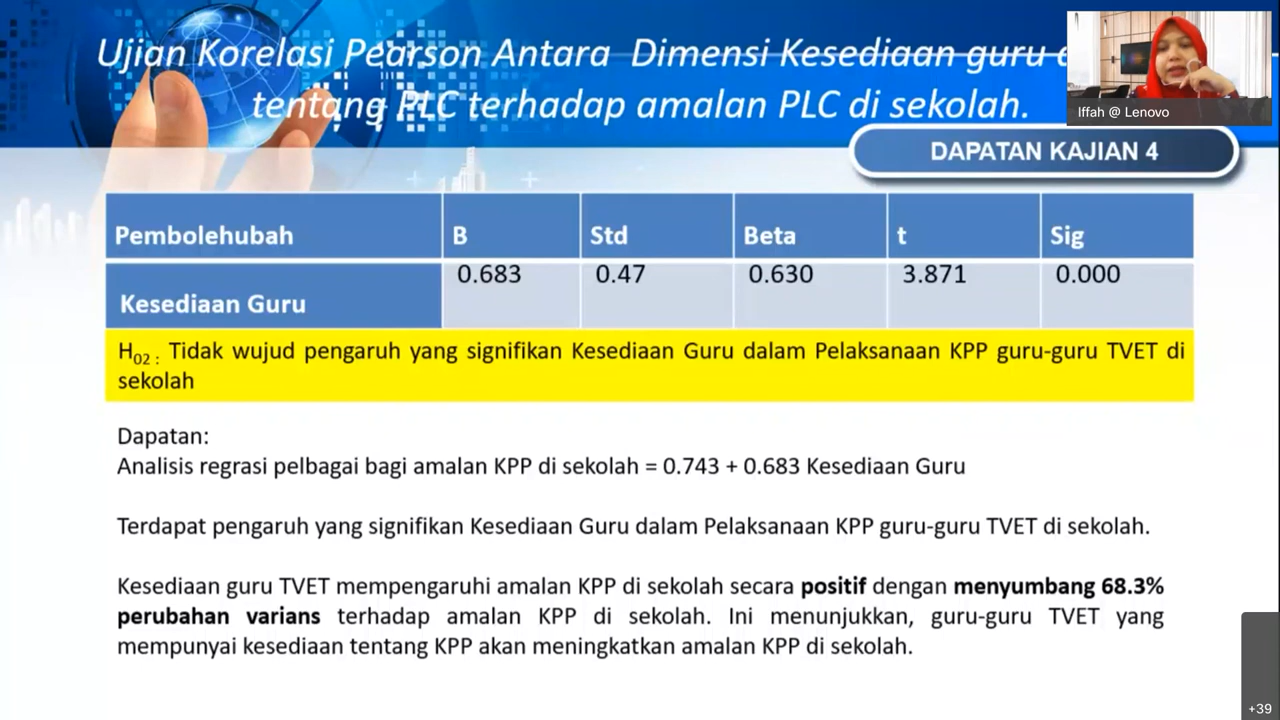 Ujian Korelasi Pearson Antara Dimensi Kesediaan guru
tentang PLC terhadap amalan PLC di sekolah.
Iffah @ Lenovo
DAPATAN KAJIAN 4
Pembolehubah B Std Beta t Sig
Kesediaan Guru 0.683 0.47 0.630 3.871 0.000
H02 : Tidak wujud pengaruh yang signifikan Kesediaan Guru dalam Pelaksanaan KPP guru-guru TVET di
sekolah
Dapatan:
Analisis regrasi pelbagai bagi amalan KPP di sekolah = 0.743 + 0.683 Kesediaan Guru
Terdapat pengaruh yang signifikan Kesediaan Guru dalam Pelaksanaan KPP guru-guru TVET di sekolah.
Kesediaan guru TVET mempengaruhi amalan KPP di sekolah secara positif dengan menyumbang 68.3%
perubahan varians terhadap amalan KPP di sekolah. Ini menunjukkan, guru-guru TVET yang
mempunyai kesediaan tentang KPP akan meningkatkan amalan KPP di sekolah.
+39